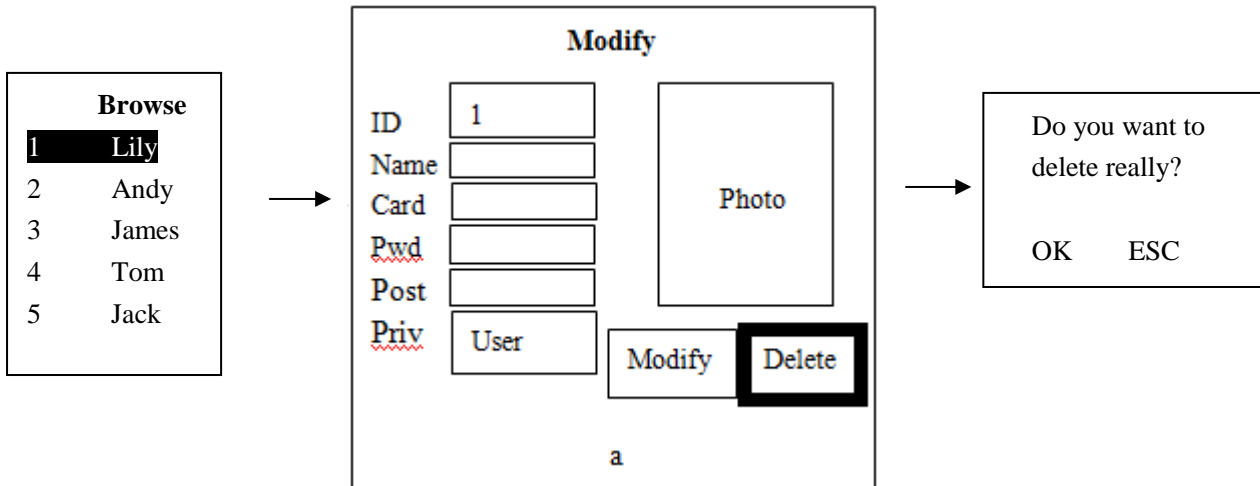 Browse
1 Lily
2 Andy
3 James
4 Tom
5 Jack
Modify
ID 1
Name
Card
Pwd
Post
Priv User
Photo
Modify Delete
a
Do you want to
delete really?
OK ESC